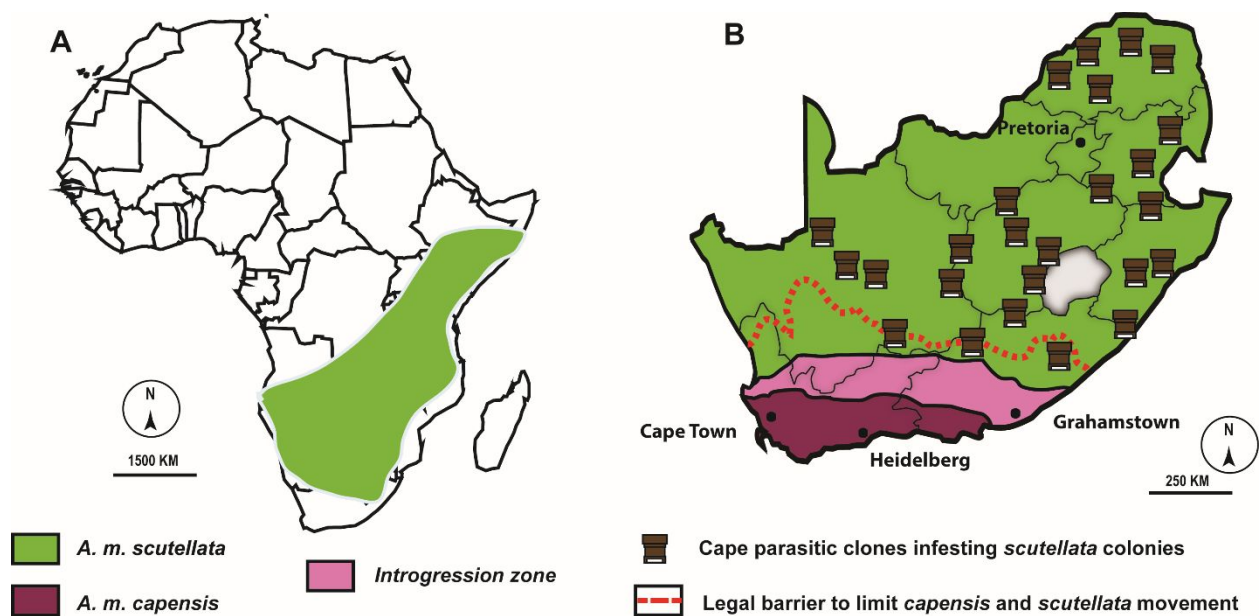 A
B
Pretoria
N
1500 KM
Cape Town
Heidelberg
Grahamstown
N
250 KM
A. m. scutellata
Introgression zone
A. m. capensis
Cape parasitic clones infesting scutellata colonies
Legal barrier to limit capensis and scutellata movement